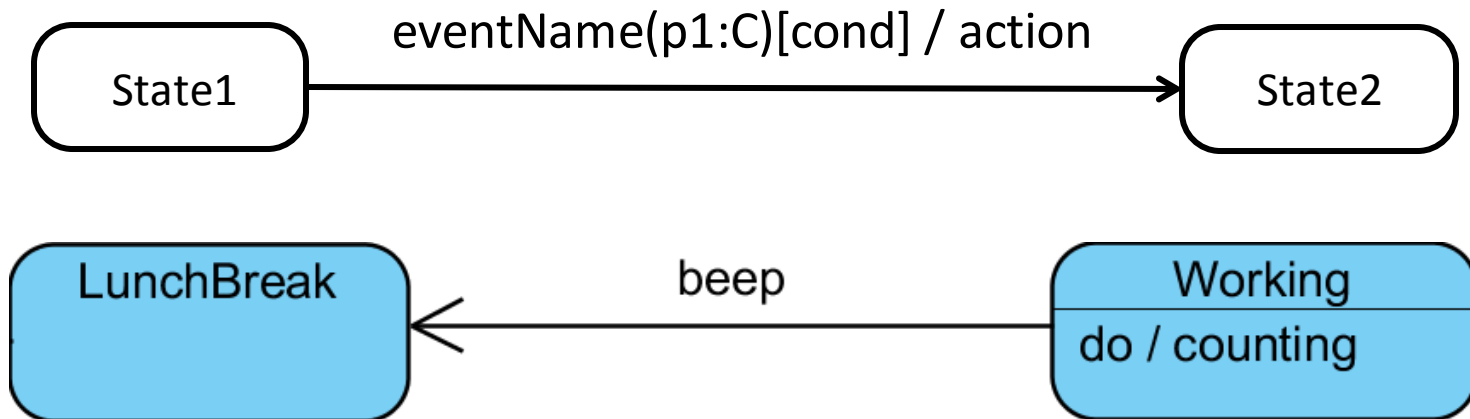 eventName(p1:C)[cond] / action
State1
State2
LunchBreak
beep
Working
do / counting